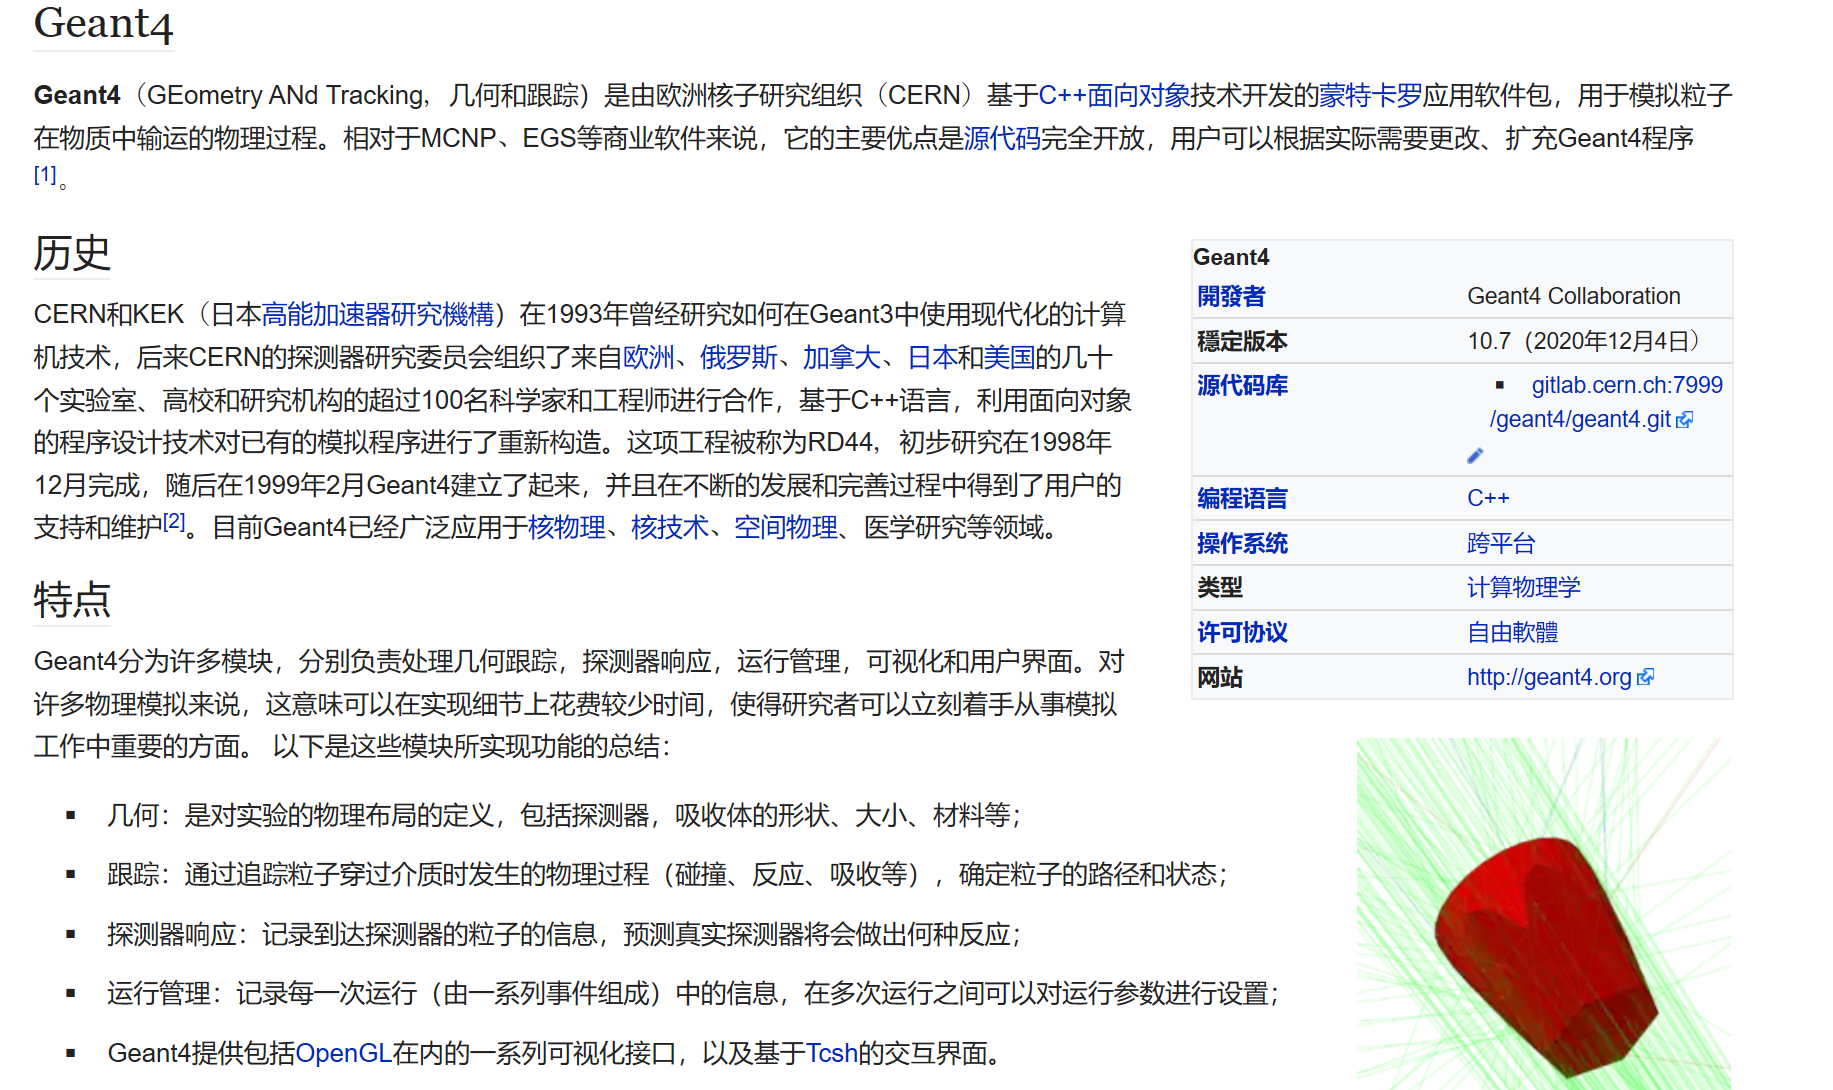 Geant4
Geant4（GEometry ANd Tracking，几何和跟踪）是由欧洲核子研究组织（CERN）基于C++面向对象技术开发的蒙特卡罗应用软件包，用于模拟粒子
在物质中输运的物理过程。相对于MCNP、EGS等商业软件来说，它的主要优点是源代码完全开放，用户可以根据实际需要更改、扩充Geant4程序
[1]。
历史
CERN和KEK（日本高能加速器研究機構）在1993年曾经研究如何在Geant3中使用现代化的计算
机技术，后来CERN的探测器研究委员会组织了来自欧洲、俄罗斯、加拿大、日本和美国的几十
个实验室、高校和研究机构的超过100名科学家和工程师进行合作，基于C++语言，利用面向对象
的程序设计技术对已有的模拟程序进行了重新构造。这项工程被称为RD44，初步研究在1998年
12月完成，随后在1999年2月Geant4建立了起来，并且在不断的发展和完善过程中得到了用户的
支持和维护[2]。目前Geant4已经广泛应用于核物理、核技术、空间物理、医学研究等领域。
特点
Geant4分为许多模块，分别负责处理几何跟踪，探测器响应，运行管理，可视化和用户界面。对
许多物理模拟来说，这意味可以在实现细节上花费较少时间，使得研究者可以立刻着手从事模拟
工作中重要的方面。 以下是这些模块所实现功能的总结：
▪ 几何：是对实验的物理布局的定义，包括探测器，吸收体的形状、大小、材料等；
▪ 跟踪：通过追踪粒子穿过介质时发生的物理过程（碰撞、反应、吸收等），确定粒子的路径和状态；
▪ 探测器响应：记录到达探测器的粒子的信息，预测真实探测器将会做出何种反应；
▪ 运行管理：记录每一次运行（由一系列事件组成）中的信息，在多次运行之间可以对运行参数进行设置；
▪ Geant4提供包括OpenGL在内的一系列可视化接口，以及基于Tcsh的交互界面。
Geant4
開發者 Geant4 Collaboration
穩定版本 10.7（2020年12月4日）
源代码库 ▪ gitlab.cern.ch:7999
/geant4/geant4.git
编程语言 C++
操作系统 跨平台
类型 计算物理学
许可协议 自由軟體
网站 http://geant4.org